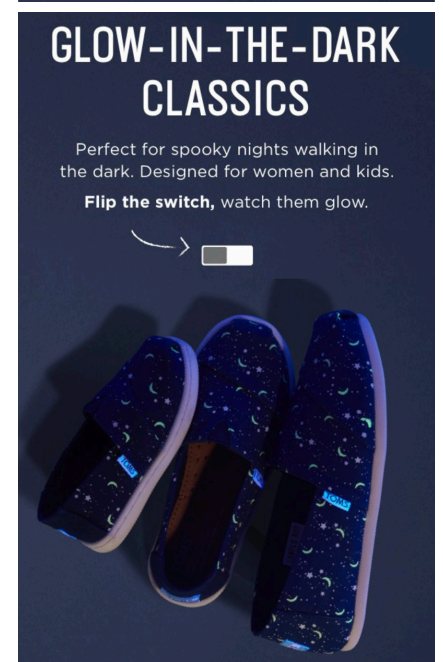 GLOW-IN-THE-DARK
CLASSICS
Perfect for spooky nights walking in
the dark. Designed for women and kids.
Flip the switch, watch them glow.
TOMS
TOMS